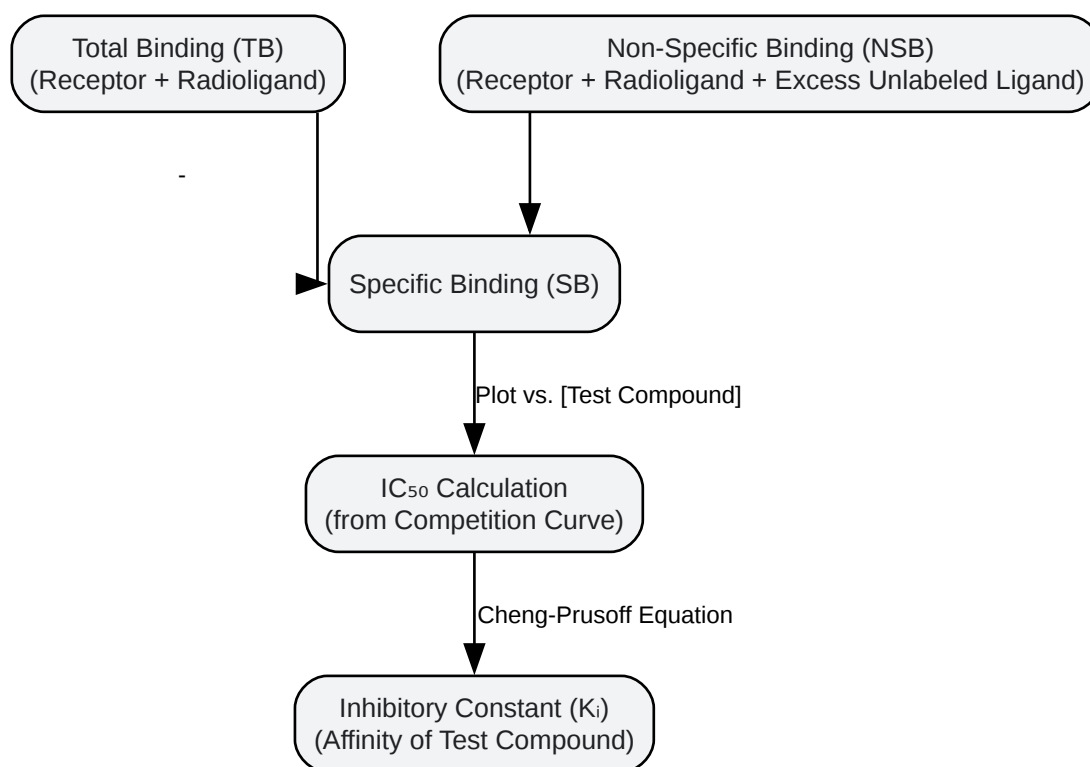 Total Binding (TB)
(Receptor + Radioligand)
Non-Specific Binding (NSB)
(Receptor + Radioligand + Excess Unlabeled Ligand)
-
Specific Binding (SB)
Plot vs. [Test Compound]
IC₅₀ Calculation
(from Competition Curve)
Cheng-Prusoff Equation
Inhibitory Constant (Kᵢ)
(Affinity of Test Compound)